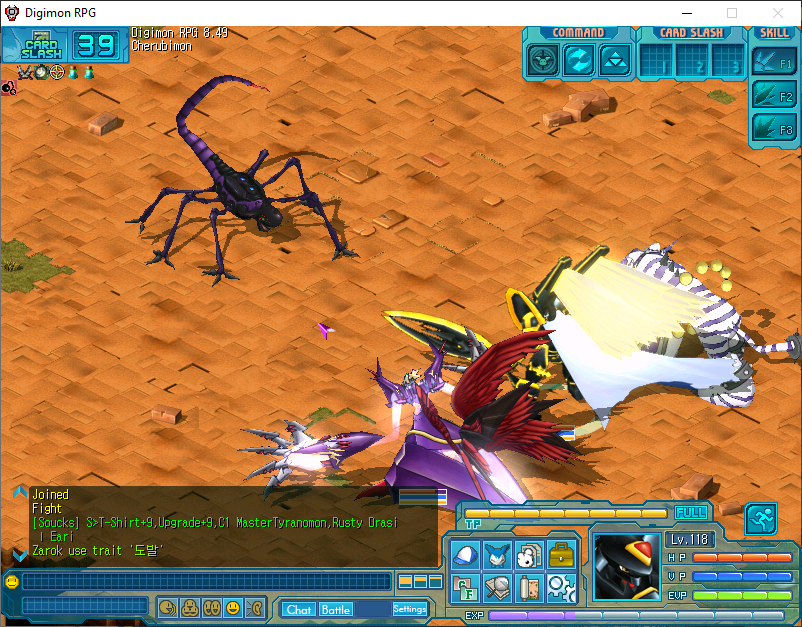 Digimon RPG
CARD SLASH
39
Digimon RPG 8.49
Cherubimon
COMMAND
CARD SLASH
SKILL
1
2
3
F1
F2
F3
Joined
Fight
[Soucks] S>T-Shirt+9,Upgrade+9,C1 MasterTyranomon,Rusty Orasi
| Eari
Zarok use trait '도발'
TP
FULL
Lv.118
HP
VP
EVP
F
Chat
Battle
Settings
EXP